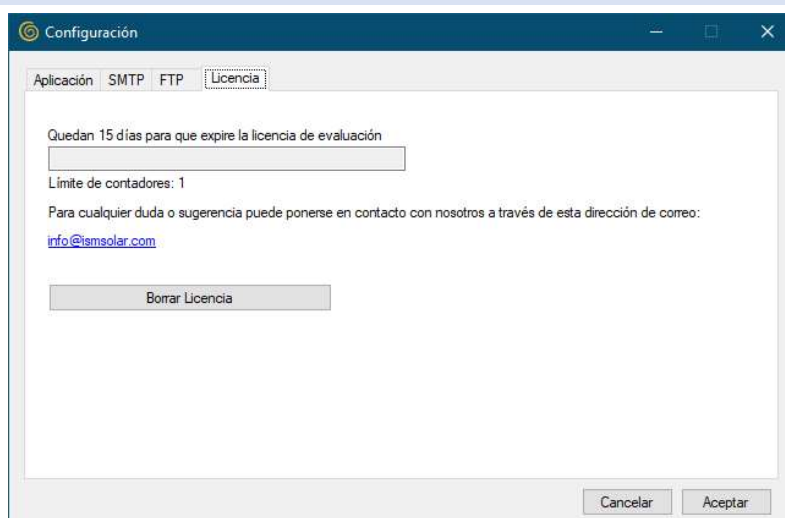 Configuración
Aplicación SMTP FTP Licencia
Quedan 15 días para que expire la licencia de evaluación
Límite de contadores: 1
Para cualquier duda o sugerencia puede ponerse en contacto con nosotros a través de esta dirección de correo:
info@ismsolar.com
Borrar Licencia
Cancelar Aceptar